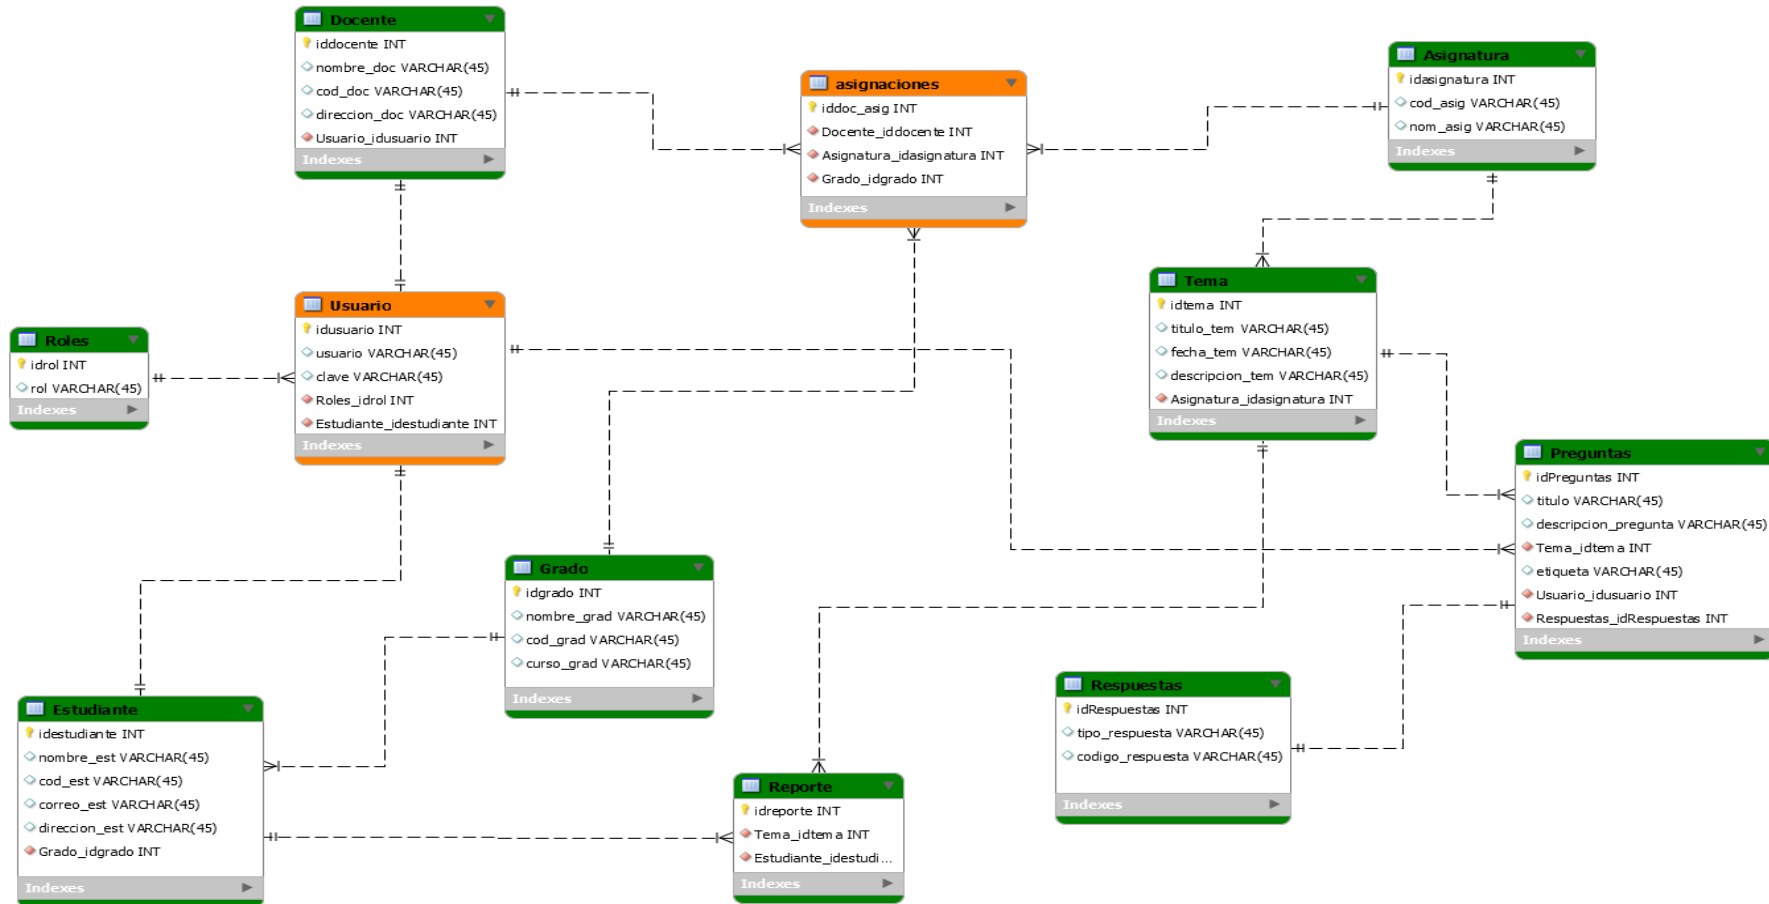 Docente
iddocente INT
nombre_doc VARCHAR(45)
cod_doc VARCHAR(45)
direccion_doc VARCHAR(45)
Usuario_idusuario INT
Indexes
asignaciones
iddoc_asig INT
Docente_iddocente INT
Asignatura_idasignatura INT
Grado_idgrado INT
Indexes
Asignatura
idasignatura INT
cod_asig VARCHAR(45)
nom_asig VARCHAR(45)
Indexes
Roles
idrol INT
rol VARCHAR(45)
Indexes
Usuario
idusuario INT
usuario VARCHAR(45)
clave VARCHAR(45)
Roles_idrol INT
Estudiante_idestudiante INT
Indexes
Tema
idtema INT
titulo_tem VARCHAR(45)
fecha_tem VARCHAR(45)
descripcion_tem VARCHAR(45)
Asignatura_idasignatura INT
Indexes
Preguntas
idPreguntas INT
titulo VARCHAR(45)
descripcion_pregunta VARCHAR(45)
Tema_idtema INT
etiqueta VARCHAR(45)
Usuario_idusuario INT
Respuestas_idRespuestas INT
Indexes
Grado
idgrado INT
nombre_grad VARCHAR(45)
cod_grad VARCHAR(45)
curso_grad VARCHAR(45)
Indexes
Estudiante
idestudiante INT
nombre_est VARCHAR(45)
cod_est VARCHAR(45)
correo_est VARCHAR(45)
direccion_est VARCHAR(45)
Grado_idgrado INT
Indexes
Respuestas
idRespuestas INT
tipo_respuesta VARCHAR(45)
codigo_respuesta VARCHAR(45)
Indexes
Reporte
idreporte INT
Tema_idtema INT
Estudiante_idestudi...
Indexes